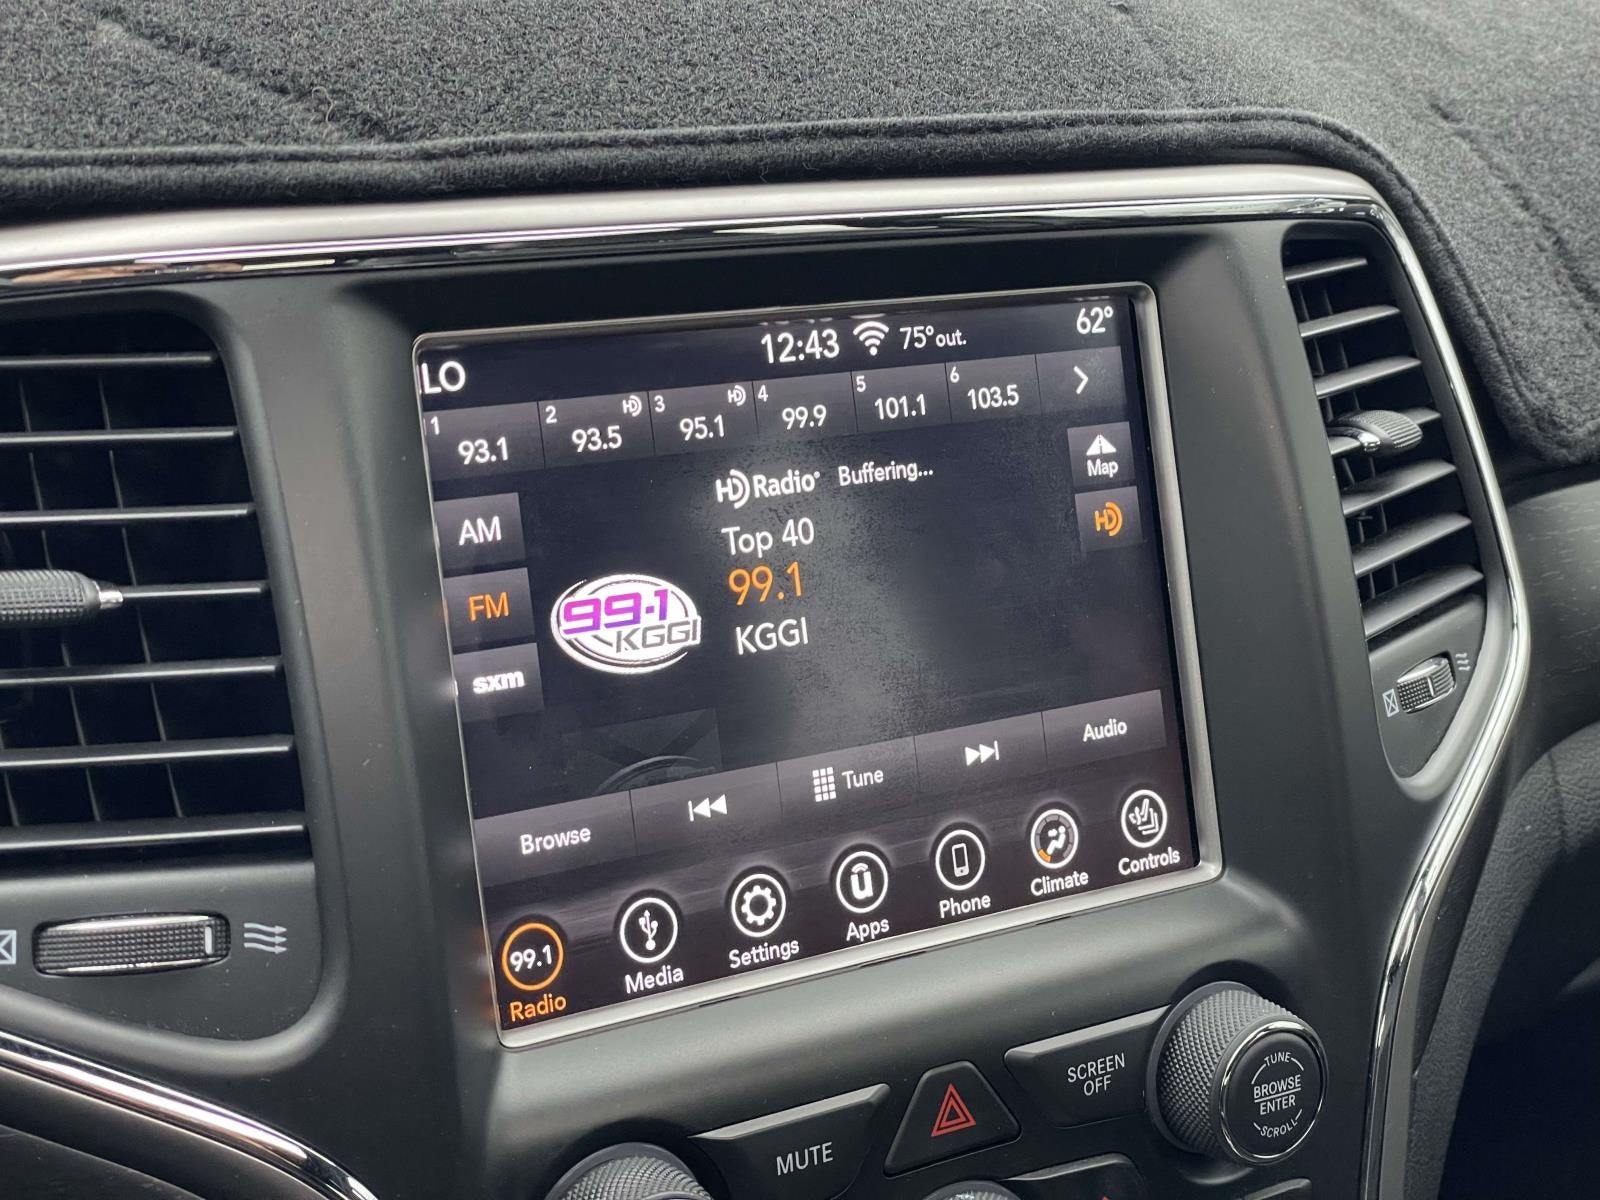 LO 12:43 75° out. 62°
1 93.1 2 HD 93.5 3 HD 95.1 4 99.9 5 101.1 6 103.5
HD Radio Buffering...
Map
AM
Top 40
HD
FM
99.1
99.1
KGGI
KGGI
sxm
Browse Tune Audio
99.1
Radio Media Settings Apps Phone Climate Controls
SCREEN
OFF
MUTE
TUNE
BROWSE
ENTER
SCROLL